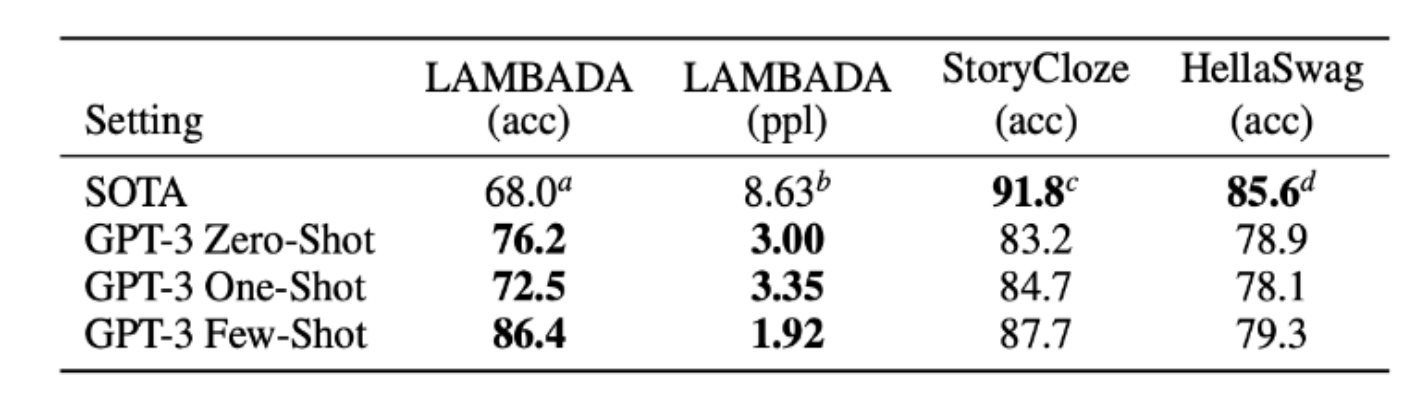 Setting LAMBADA (acc) LAMBADA (ppl) StoryCloze (acc) HellaSwag (acc)
SOTA 68.0ᵃ 8.63ᵇ 91.8ᶜ 85.6ᵈ
GPT-3 Zero-Shot 76.2 3.00 83.2 78.9
GPT-3 One-Shot 72.5 3.35 84.7 78.1
GPT-3 Few-Shot 86.4 1.92 87.7 79.3